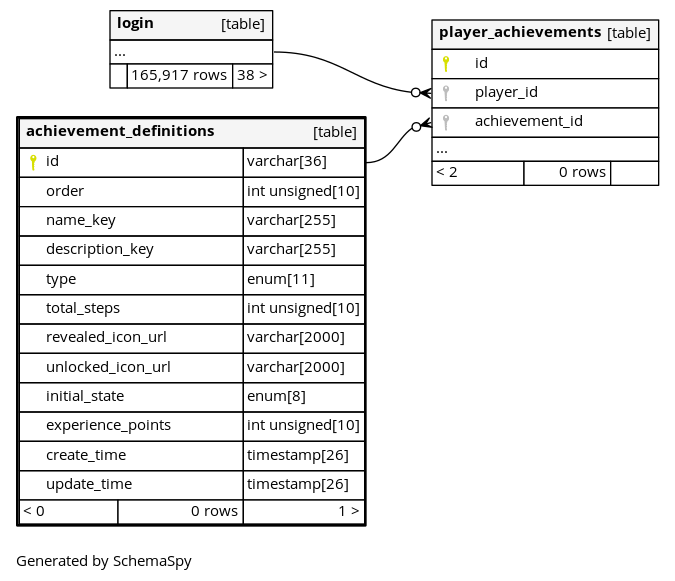 login [table]
...
165,917 rows 38 >
player_achievements [table]
id
player_id
achievement_id
...
< 2 0 rows
achievement_definitions [table]
id varchar[36]
order int unsigned[10]
name_key varchar[255]
description_key varchar[255]
type enum[11]
total_steps int unsigned[10]
revealed_icon_url varchar[2000]
unlocked_icon_url varchar[2000]
initial_state enum[8]
experience_points int unsigned[10]
create_time timestamp[26]
update_time timestamp[26]
< 0 0 rows 1 >
Generated by SchemaSpy